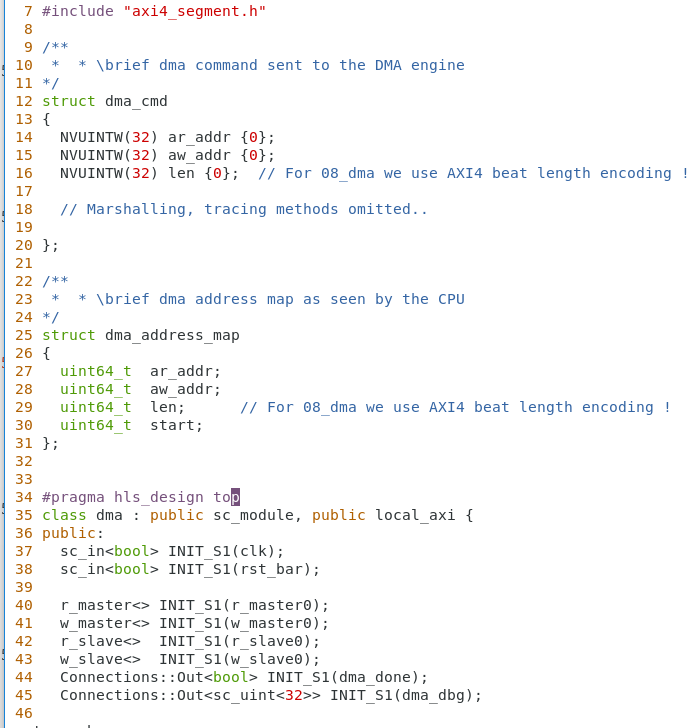 7 #include "axi4_segment.h"
8
9 /**
10  *  * \brief dma command sent to the DMA engine
11 */
12 struct dma_cmd
13 {
14   NVUINTW(32) ar_addr {0};
15   NVUINTW(32) aw_addr {0};
16   NVUINTW(32) len {0};  // For 08_dma we use AXI4 beat length encoding !
17
18   // Marshalling, tracing methods omitted..
19
20 };
21
22 /**
23  *  * \brief dma address map as seen by the CPU
24 */
25 struct dma_address_map
26 {
27   uint64_t  ar_addr;
28   uint64_t  aw_addr;
29   uint64_t  len;      // For 08_dma we use AXI4 beat length encoding !
30   uint64_t  start;
31 };
32
33
34 #pragma hls_design top
35 class dma : public sc_module, public local_axi {
36 public:
37   sc_in<bool> INIT_S1(clk);
38   sc_in<bool> INIT_S1(rst_bar);
39
40   r_master<> INIT_S1(r_master0);
41   w_master<> INIT_S1(w_master0);
42   r_slave<>  INIT_S1(r_slave0);
43   w_slave<>  INIT_S1(w_slave0);
44   Connections::Out<bool> INIT_S1(dma_done);
45   Connections::Out<sc_uint<32>> INIT_S1(dma_dbg);
46